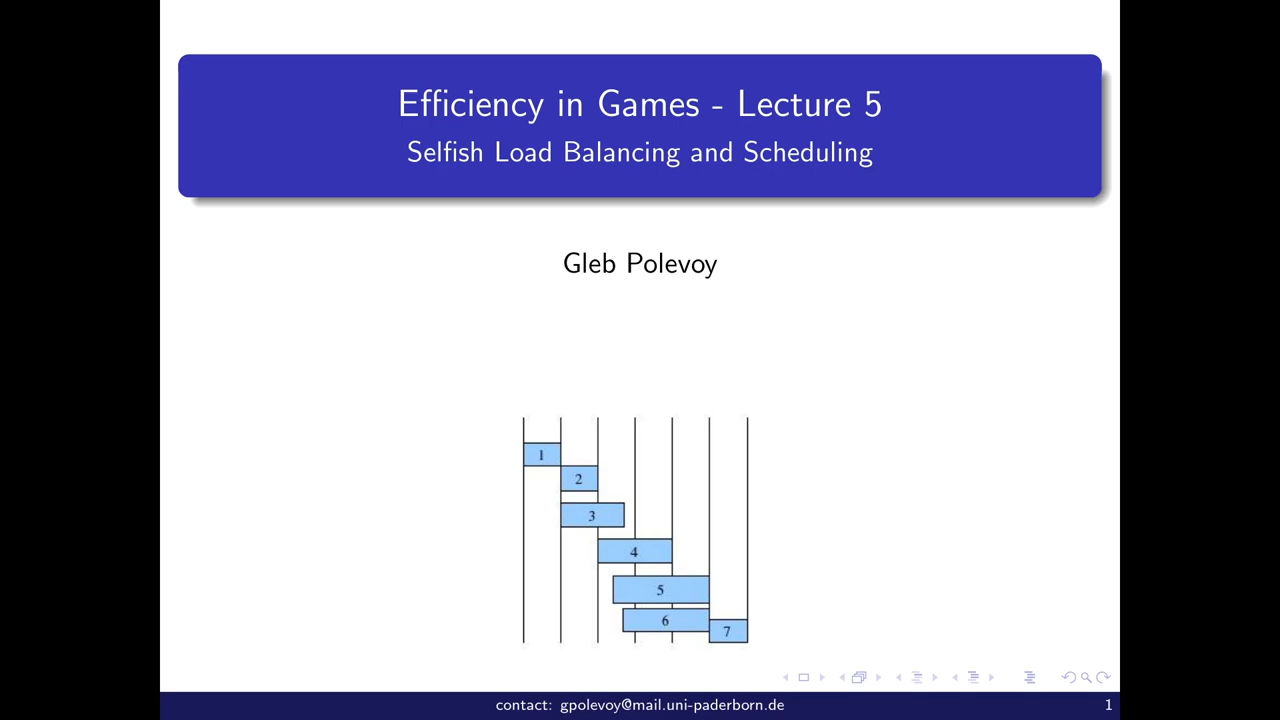 Efficiency in Games - Lecture 5
Selfish Load Balancing and Scheduling
Gleb Polevoy
1
2
3
4
5
6
7
contact: gpolevoy@mail.uni-paderborn.de 1